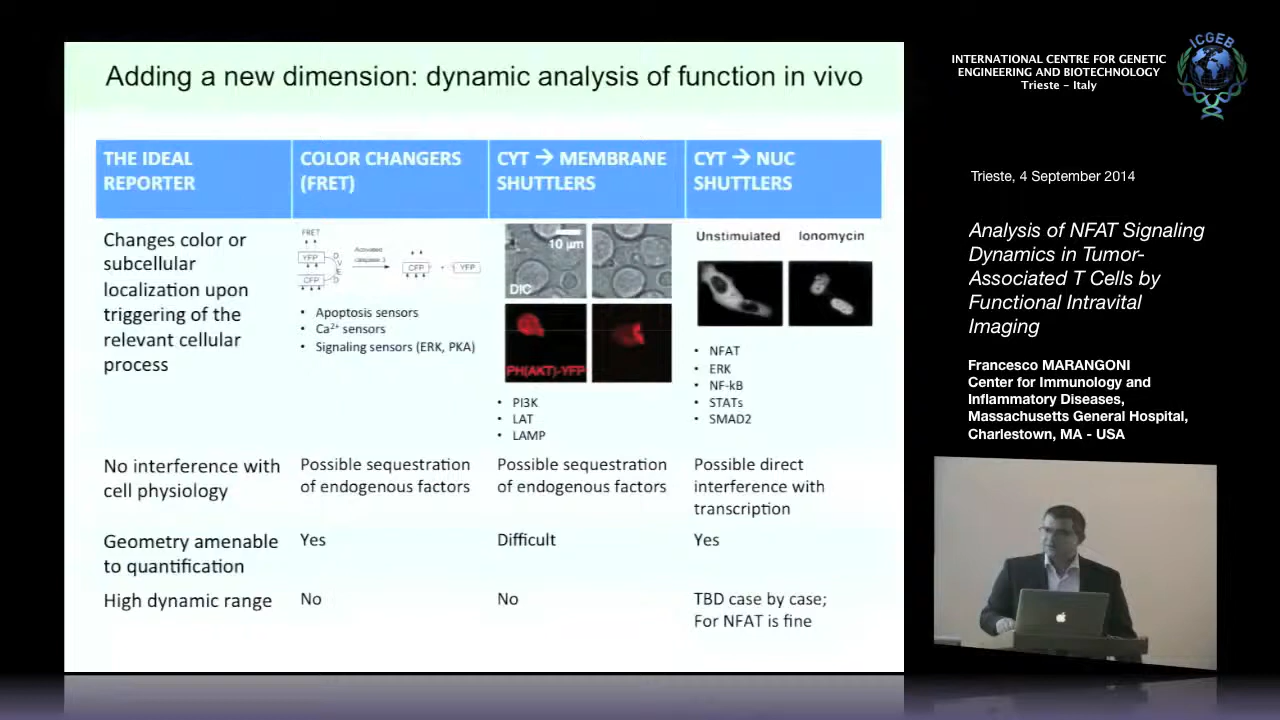 Adding a new dimension: dynamic analysis of function in vivo
THE IDEAL
REPORTER
COLOR CHANGERS
(FRET)
CYT → MEMBRANE
SHUTTLERS
CYT → NUC
SHUTTLERS
Changes color or
subcellular
localization upon
triggering of the
relevant cellular
process
FRET
YFP
CFP
D
V
E
D
Activated
caspase 3
CFP
YFP
• Apoptosis sensors
• Ca2+ sensors
• Signaling sensors (ERK, PKA)
10 µm
DIC
PH(AKT)-YFP
• PI3K
• LAT
• LAMP
Unstimulated
Ionomycin
• NFAT
• ERK
• NF-kB
• STATs
• SMAD2
No interference with
cell physiology
Possible sequestration
of endogenous factors
Possible sequestration
of endogenous factors
Possible direct
interference with
transcription
Geometry amenable
to quantification
Yes
Difficult
Yes
High dynamic range
No
No
TBD case by case;
For NFAT is fine
INTERNATIONAL CENTRE FOR GENETIC
ENGINEERING AND BIOTECHNOLOGY
Trieste - Italy
ICGEB
Trieste, 4 September 2014
Analysis of NFAT Signaling
Dynamics in Tumor-
Associated T Cells by
Functional Intravital
Imaging
Francesco MARANGONI
Center for Immunology and
Inflammatory Diseases,
Massachusetts General Hospital,
Charlestown, MA - USA